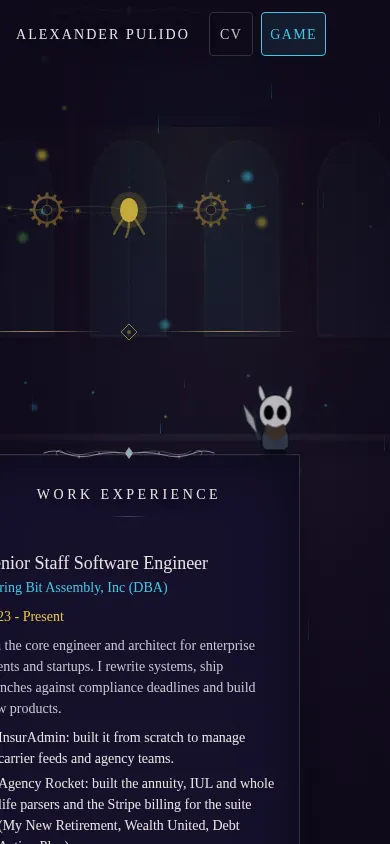 ALEXANDER PULIDO CV GAME
WORK EXPERIENCE
enior Staff Software Engineer
ring Bit Assembly, Inc (DBA)
23 - Present
the core engineer and architect for enterprise
ents and startups. I rewrite systems, ship
nches against compliance deadlines and build
w products.
InsurAdmin: built it from scratch to manage
carrier feeds and agency teams.
Agency Rocket: built the annuity, IUL and whole
life parsers and the Stripe billing for the suite
(My New Retirement, Wealth United, Debt